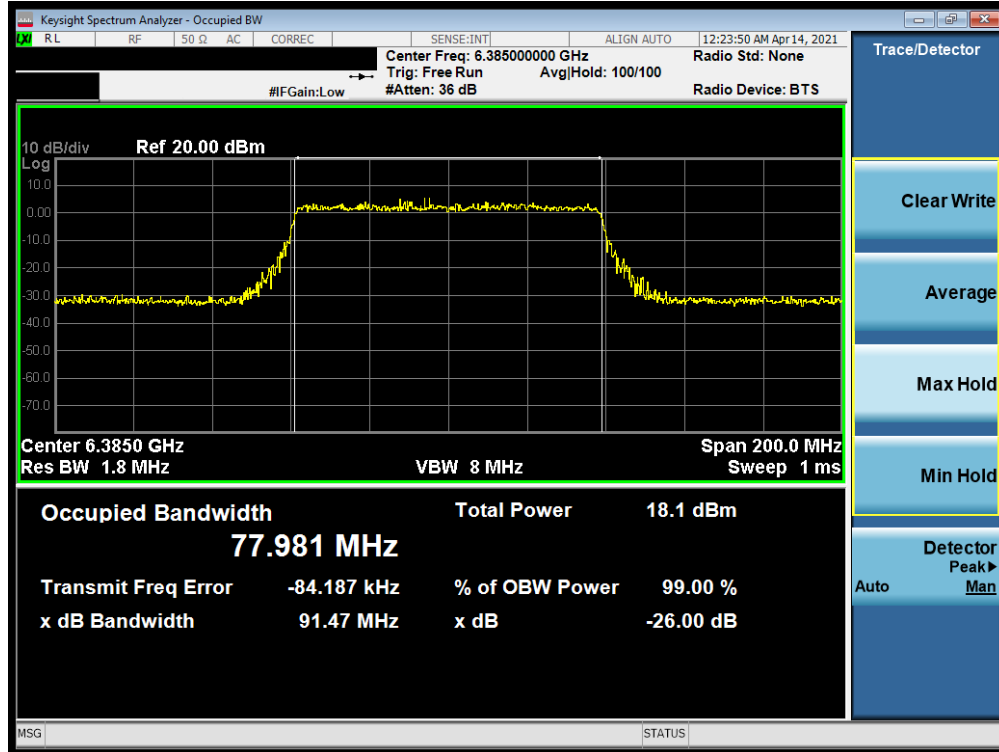 Keysight Spectrum Analyzer - Occupied BW
LXI RL RF 50 Ω AC CORREC SENSE:INT ALIGN AUTO 12:23:50 AM Apr 14, 2021
Center Freq: 6.385000000 GHz Radio Std: None
Trig: Free Run Avg|Hold: 100/100
#IFGain:Low #Atten: 36 dB Radio Device: BTS
10 dB/div Ref 20.00 dBm
Log
10.0
0.00
-10.0
-20.0
-30.0
-40.0
-50.0
-60.0
-70.0
Center 6.3850 GHz Span 200.0 MHz
Res BW 1.8 MHz VBW 8 MHz Sweep 1 ms
Occupied Bandwidth Total Power 18.1 dBm
77.981 MHz
Transmit Freq Error -84.187 kHz % of OBW Power 99.00 %
x dB Bandwidth 91.47 MHz x dB -26.00 dB
MSG STATUS
Trace/Detector
Clear Write
Average
Max Hold
Min Hold
Detector
Peak▶
Auto Man